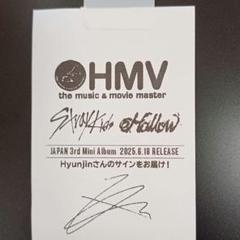 HMV
the music & movie master
Stray Kids Hollow
JAPAN 3rd Mini Album 2025.6.18 RELEASE
Hyunjinさんのサインをお届け！